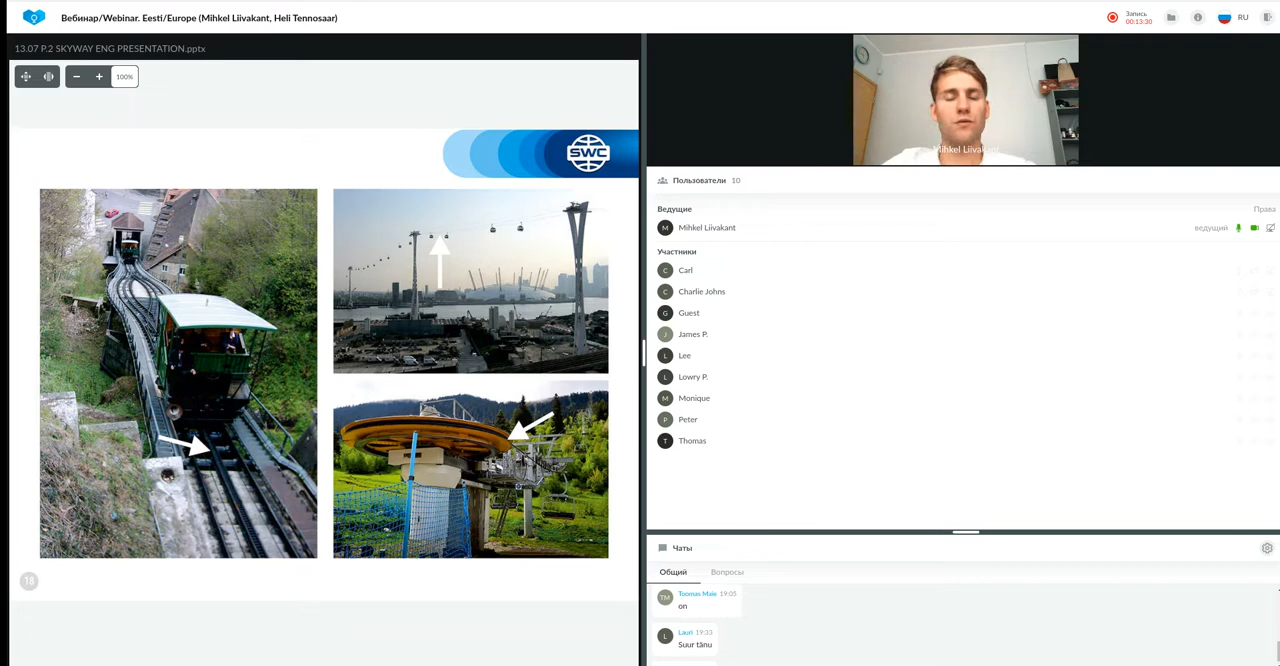 Вебинар/Webinar. Eesti/Europe (Mihkel Liivakant, Heli Tennosaar)
Запись
00:13:30
RU
13.07 P.2 SKYWAY ENG PRESENTATION.pptx
100%
SWC
18
Mihkel Liivakant
Пользователи 10
Ведущие
Права
M Mihkel Liivakant
ведущий
Участники
C Carl
C Charlie Johns
G Guest
J James P.
L Lee
L Lowry P.
M Monique
P Peter
T Thomas
Чаты
Общий Вопросы
TM Toomas Maie 19:05
on
L Lauri 19:33
Suur tänu